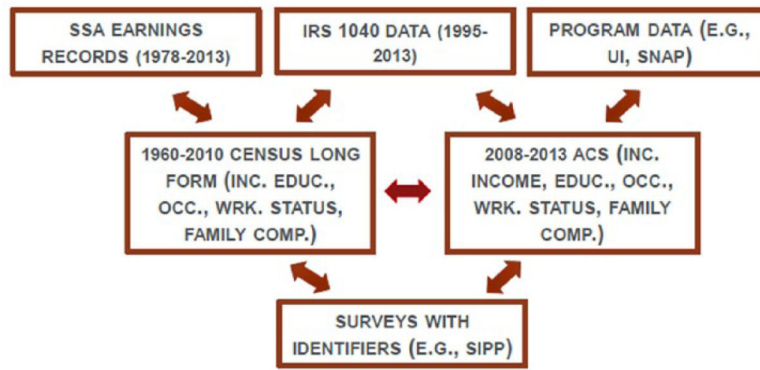 SSA EARNINGS
RECORDS (1978-2013)
IRS 1040 DATA (1995-
2013)
PROGRAM DATA (E.G.,
UI, SNAP)
1960-2010 CENSUS LONG
FORM (INC. EDUC.,
OCC., WRK. STATUS,
FAMILY COMP.)
2008-2013 ACS (INC.
INCOME, EDUC., OCC.,
WRK. STATUS, FAMILY
COMP.)
SURVEYS WITH
IDENTIFIERS (E.G., SIPP)